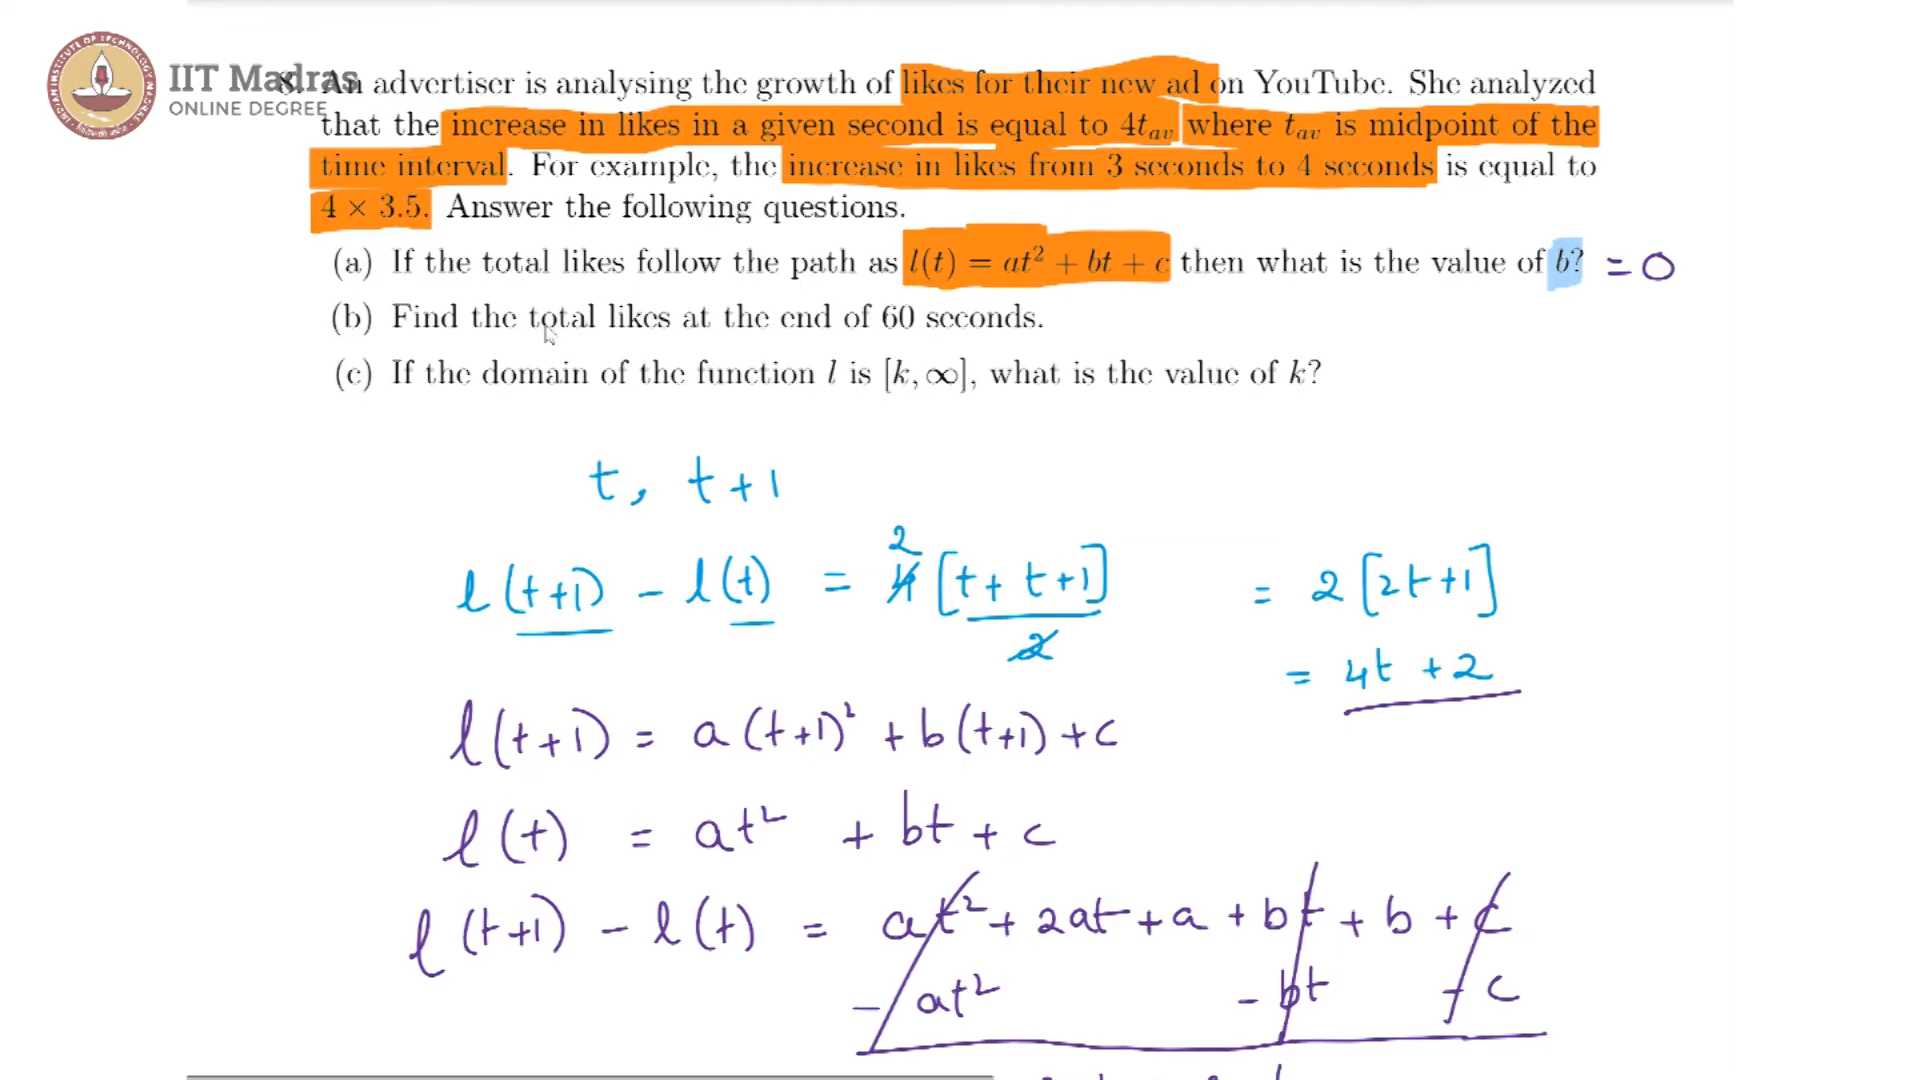 IIT Madras
ONLINE DEGREE
8. An advertiser is analysing the growth of likes for their new ad on YouTube. She analyzed
that the increase in likes in a given second is equal to 4t_av where t_av is midpoint of the
time interval. For example, the increase in likes from 3 seconds to 4 seconds is equal to
4 × 3.5. Answer the following questions.
(a) If the total likes follow the path as l(t) = at² + bt + c then what is the value of b? = 0
(b) Find the total likes at the end of 60 seconds.
(c) If the domain of the function l is [k, ∞], what is the value of k?
t, t+1
l(t+1) - l(t) = 4 2 [t + t+1] / 2 = 2[2t+1]
= 4t + 2
l(t+1) = a(t+1)² + b(t+1) + c
l(t) = at² + bt + c
l(t+1) - l(t) = at² + 2at + a + bt + b + c
- at² - bt - c